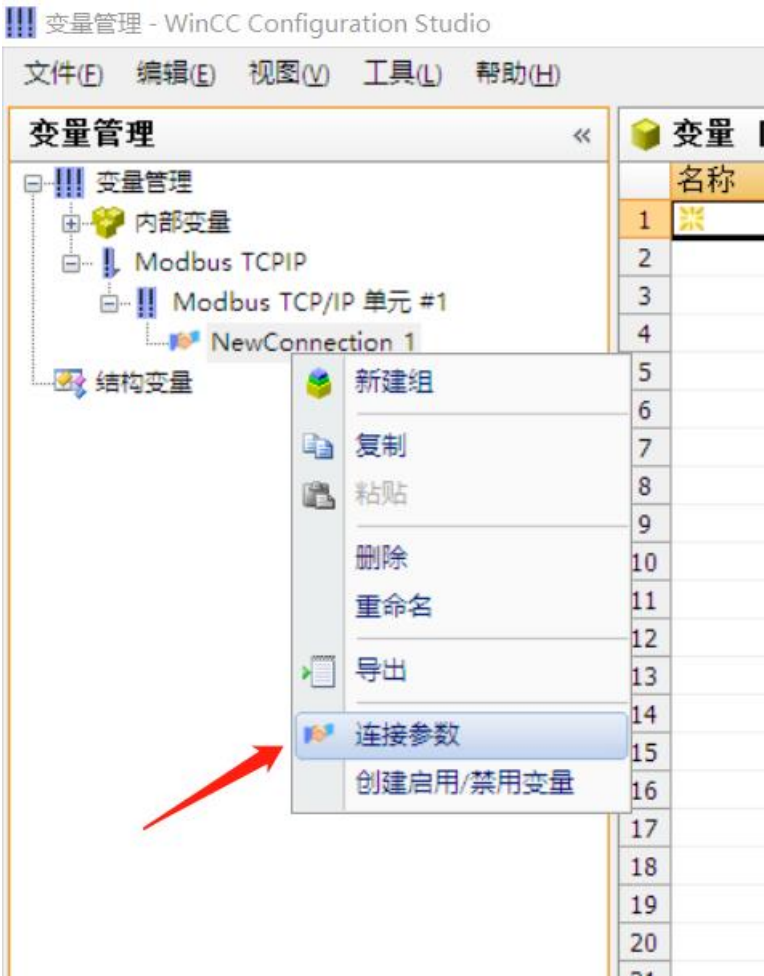 变量管理 - WinCC Configuration Studio
文件(F) 编辑(E) 视图(V) 工具(L) 帮助(H)
变量管理 «
变量管理
内部变量
Modbus TCPIP
Modbus TCP/IP 单元 #1
NewConnection_1
结构变量
新建组
复制
粘贴
删除
重命名
导出
连接参数
创建启用/禁用变量
变量
名称
1
2
3
4
5
6
7
8
9
10
11
12
13
14
15
16
17
18
19
20